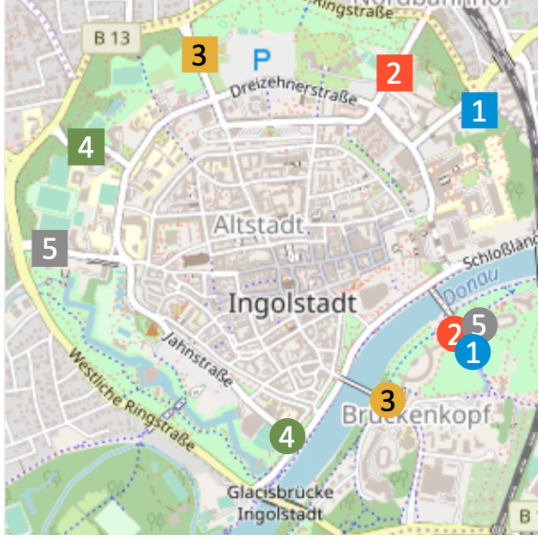 Nordbahnhof
Ringstraße
B 13
3
P
2
Dreizehnerstraße
1
4
Altstadt
5
Schloßländ
Donau
Ingolstadt
2
5
1
Jahnstraße
3
Brückenkopf
Westliche Ringstraße
4
Glacisbrücke
Ingolstadt
B 1